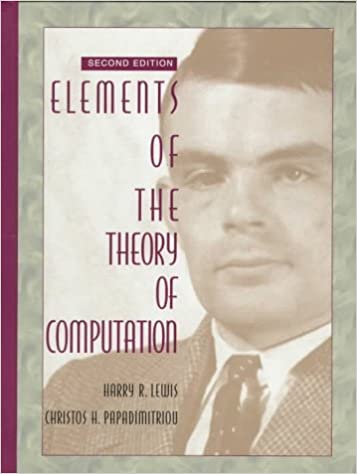 SECOND EDITION
ELEMENTS
OF
THE
THEORY
OF
COMPUTATION
HARRY R. LEWIS
CHRISTOS H. PAPADIMITRIOU